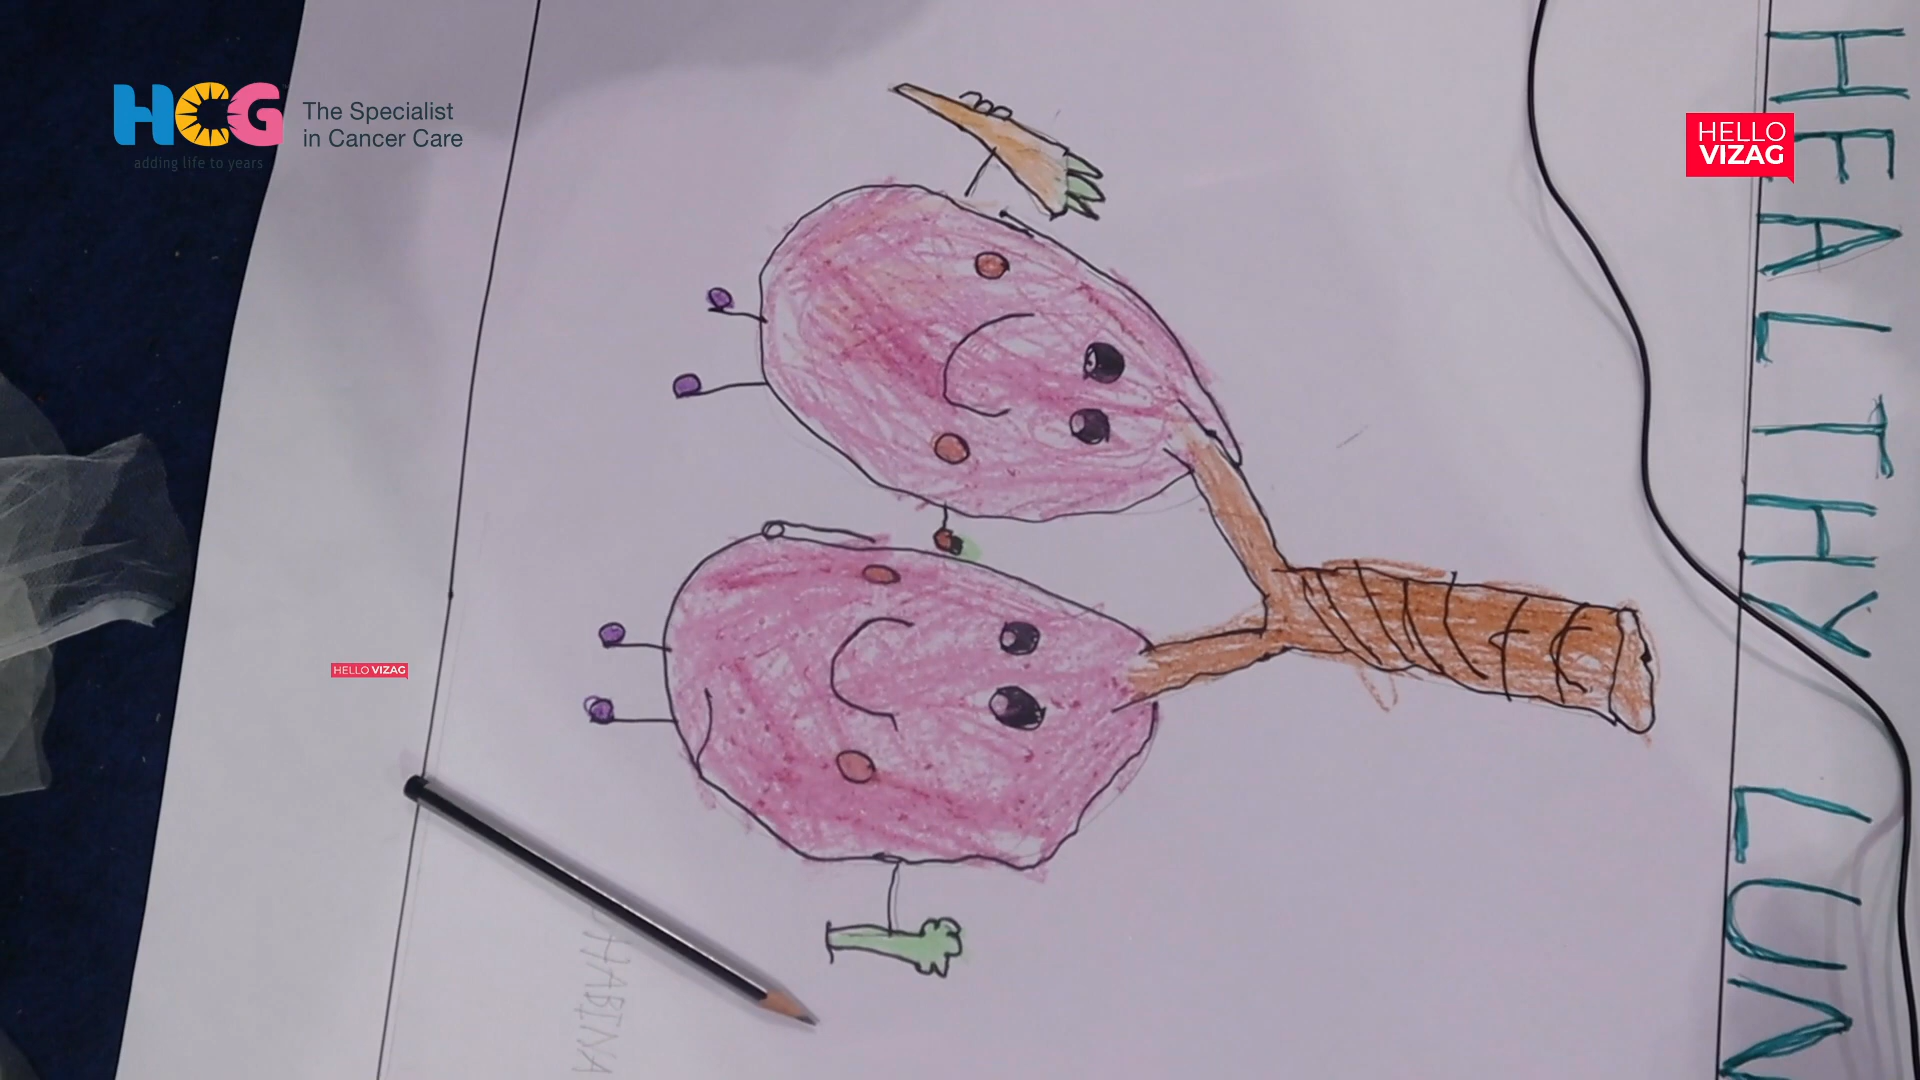 HCG
The Specialist
in Cancer Care
adding life to years
HELLO
VIZAG
HEALTHY LUN
HELLO VIZAG